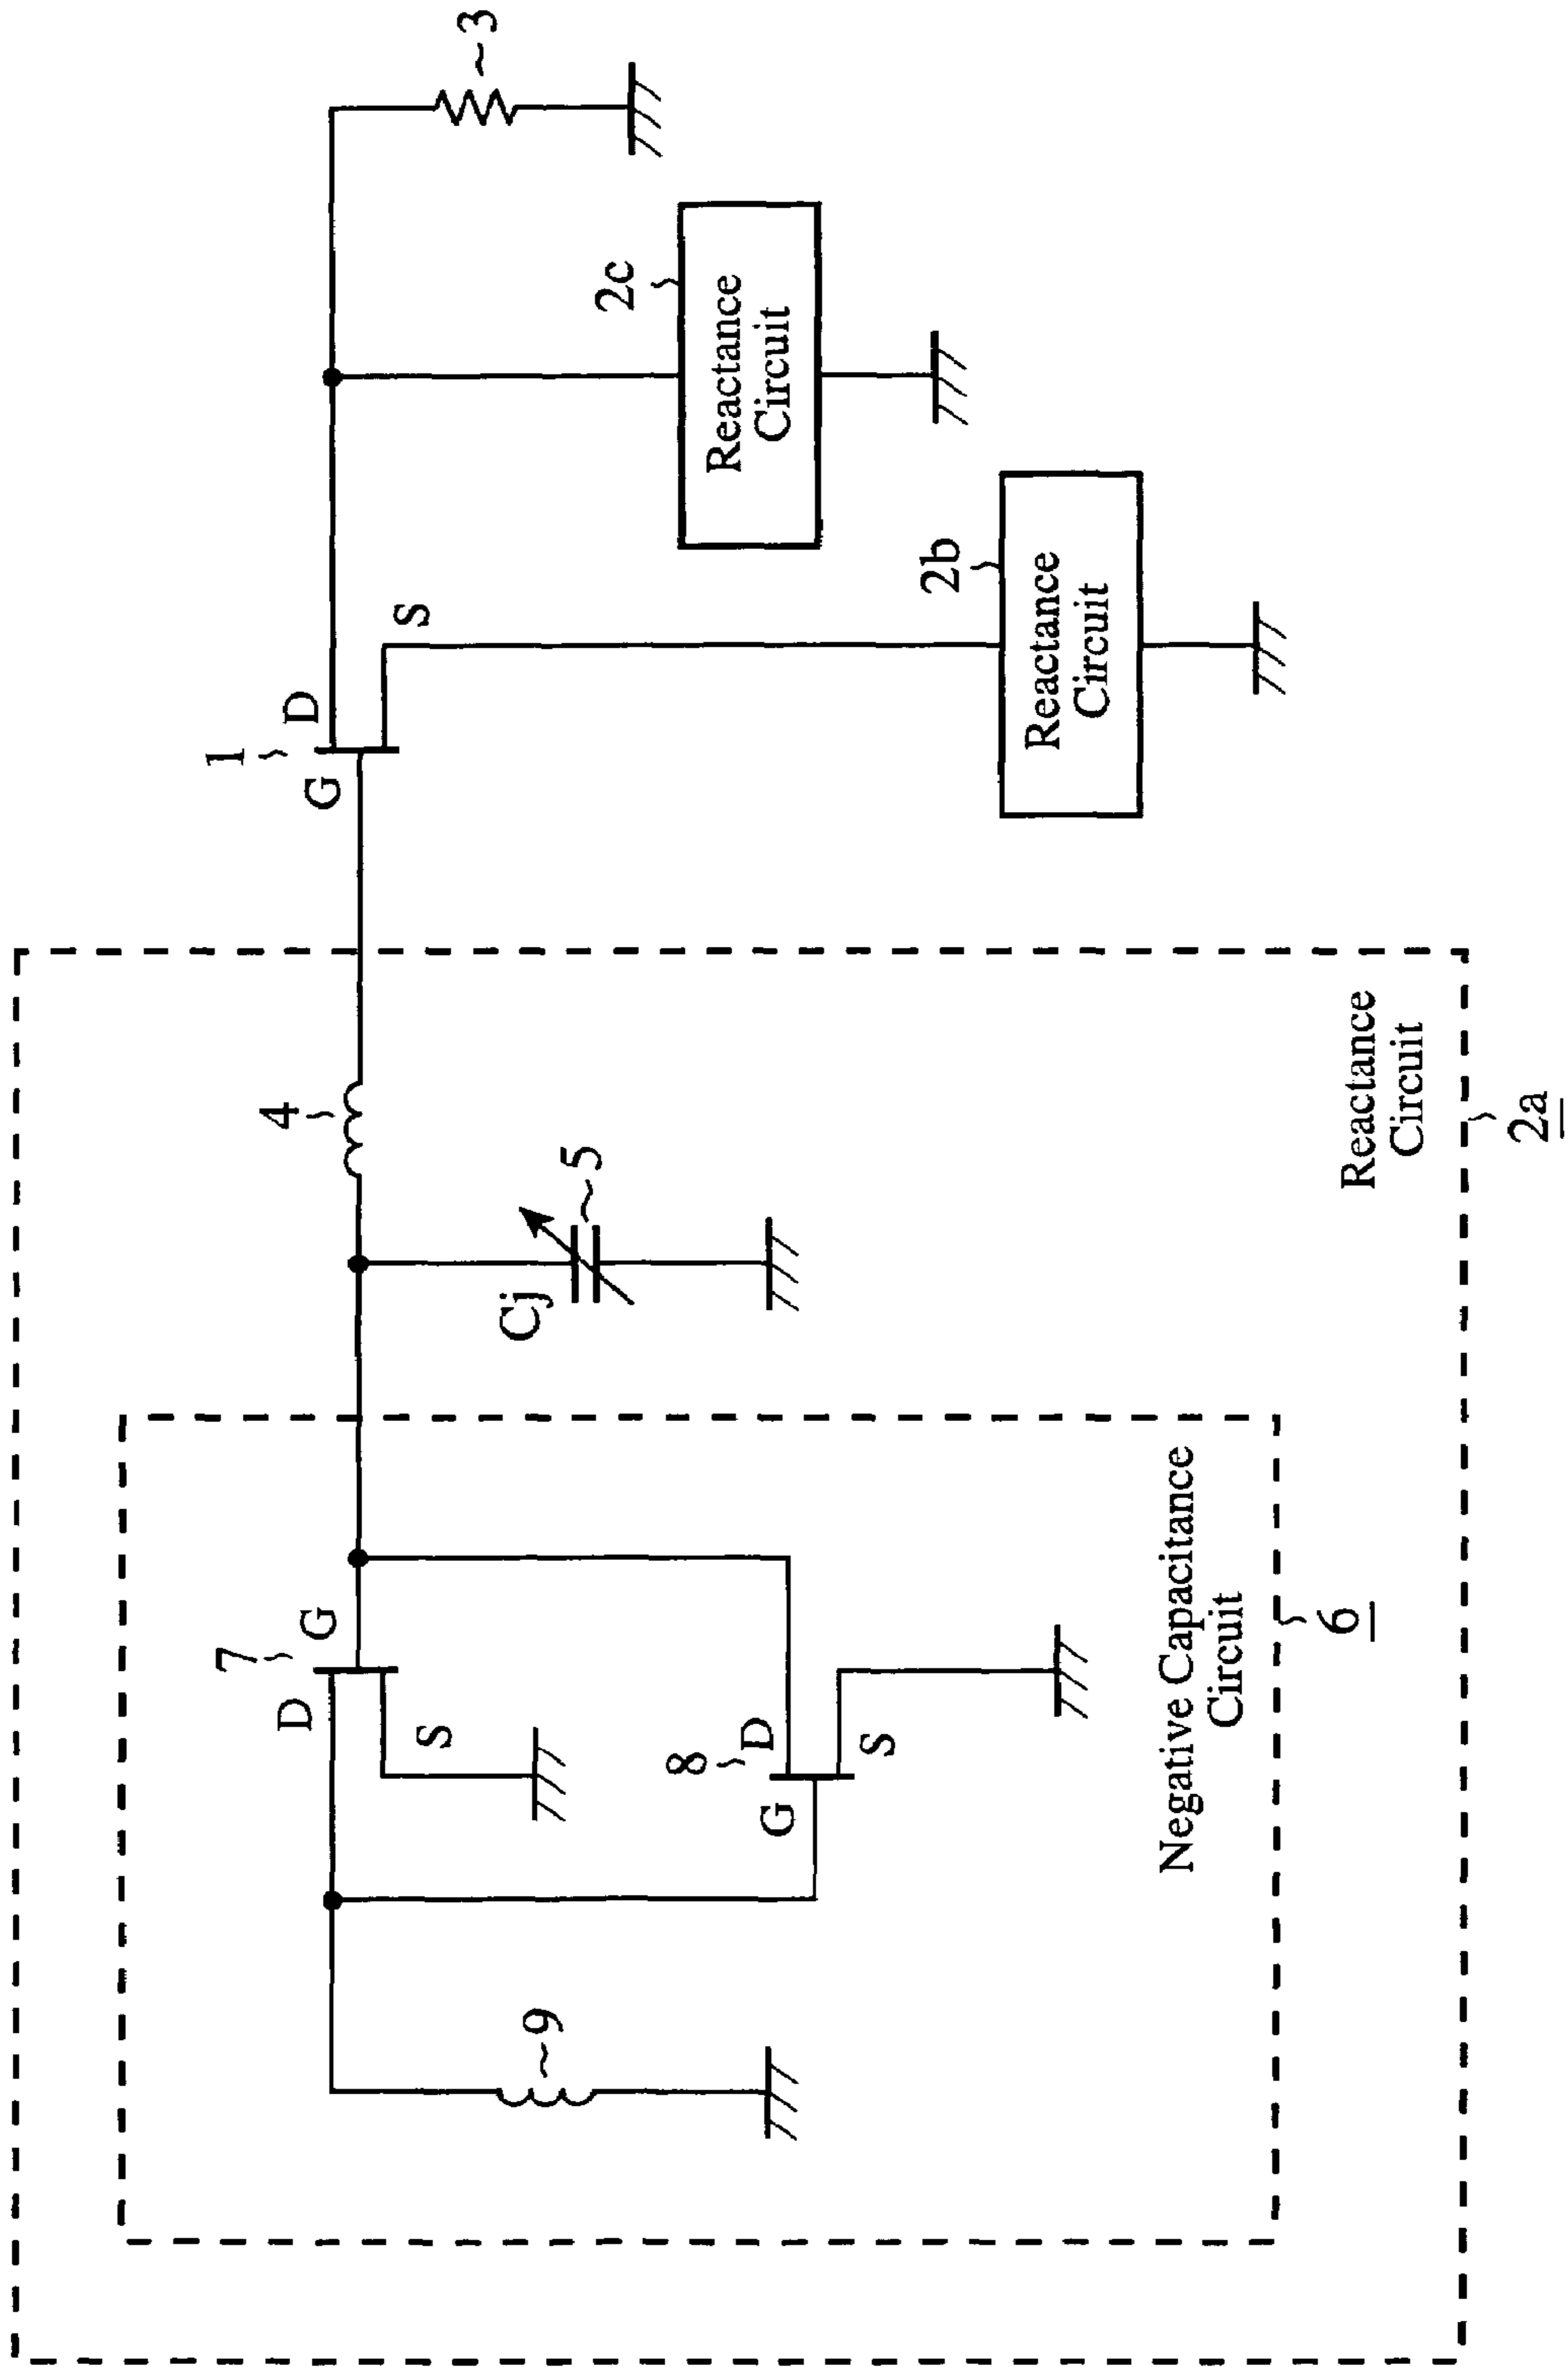 7
4
1
D
G
G
D
S
S
~3
Cj
~9
~5
2c
8
D
G
S
Reactance
Circuit
2b
Reactance
Circuit
Negative Capacitance
Circuit
6
Reactance
Circuit
2a